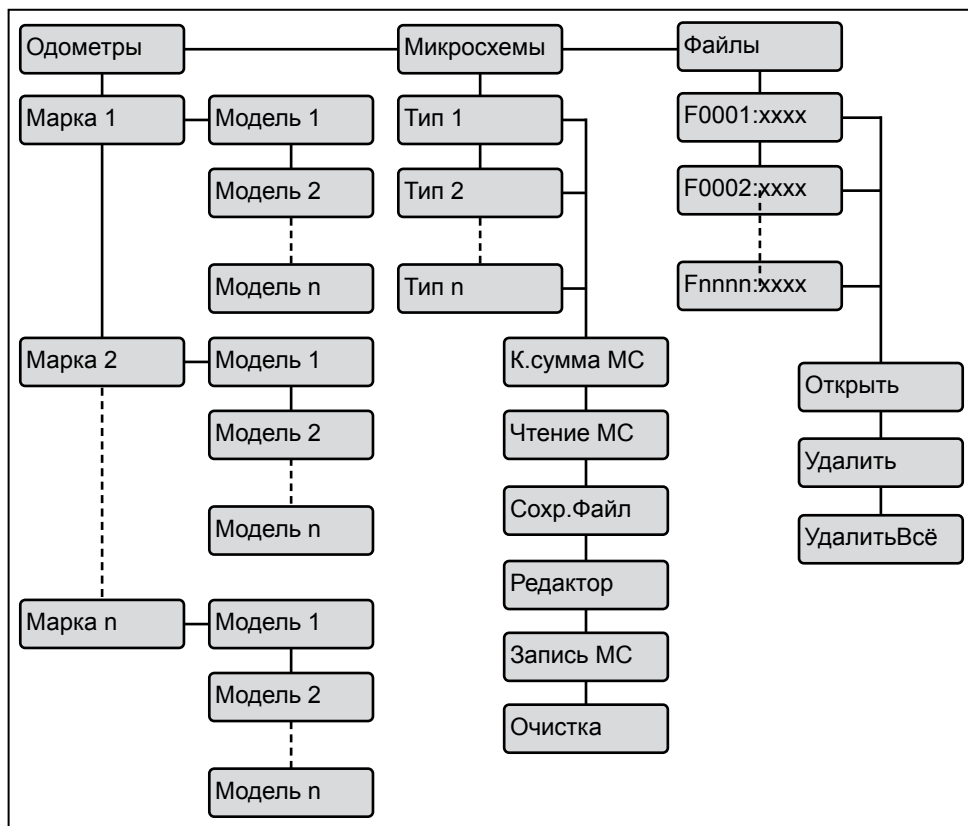 Одометры
Микросхемы
Файлы
Марка 1
Модель 1
Модель 2
Модель n
Марка 2
Модель 1
Модель 2
Модель n
Марка n
Модель 1
Модель 2
Модель n
Тип 1
Тип 2
Тип n
К.сумма МС
Чтение МС
Сохр.Файл
Редактор
Запись МС
Очистка
F0001:xxxx
F0002:xxxx
Fnnnn:xxxx
Открыть
Удалить
УдалитьВсё